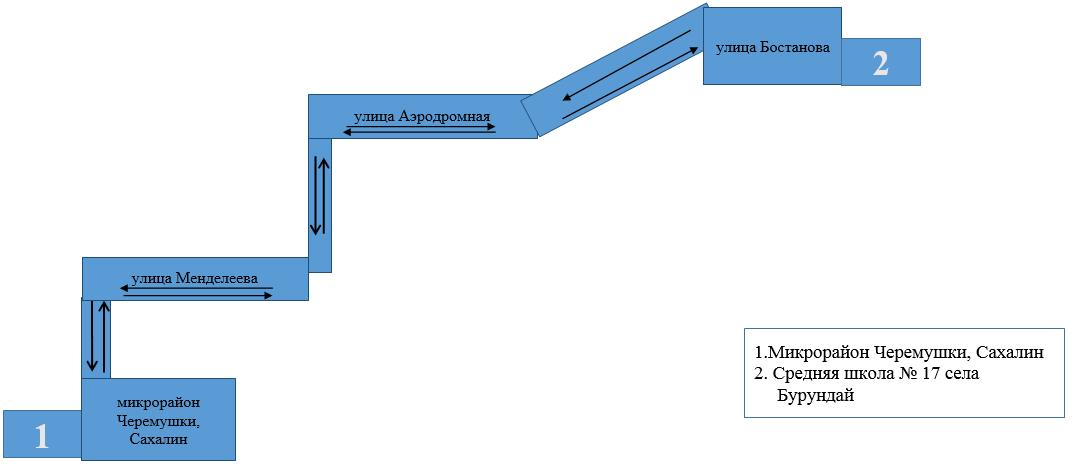 улица Бостанова
2
улица Аэродромная
улица Менделеева
микрорайон
Черемушки,
Сахалин
1
1.Микрорайон Черемушки, Сахалин
2. Средняя школа № 17 села
Бурундай